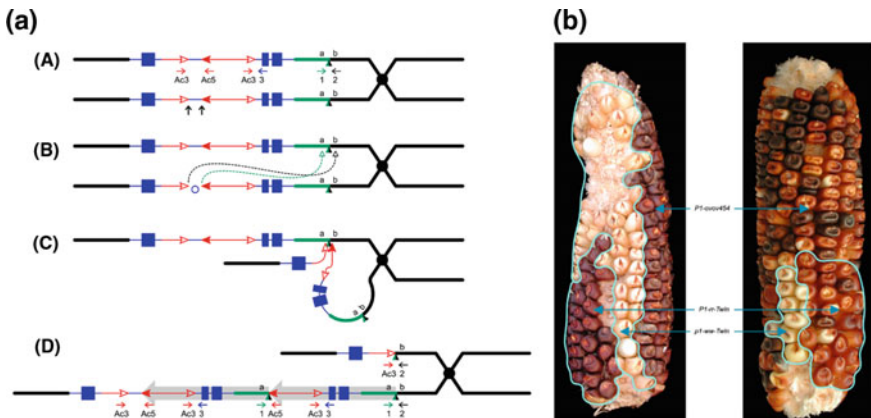 (a)
(A)
a b
Ac3 Ac5 Ac3 3 1 2
(B)
a b
(C)
a b
a b
(D)
b
Ac3 2
a b
Ac3 Ac5 Ac3 3 1 Ac5 Ac3 3 1 2
(b)
P1-ovov454
P1-rr-Twin
p1-ww-Twin